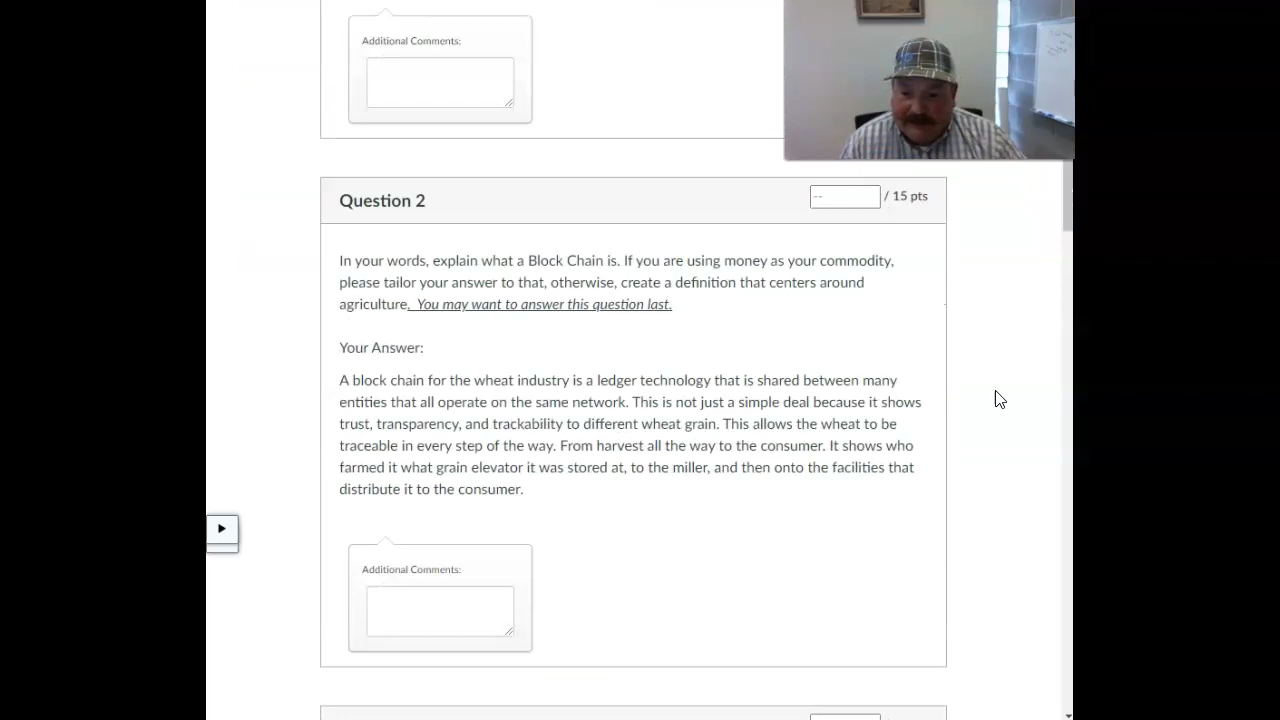 Additional Comments:
Question 2
--
/ 15 pts
In your words, explain what a Block Chain is. If you are using money as your commodity,
please tailor your answer to that, otherwise, create a definition that centers around
agriculture.  You may want to answer this question last.
Your Answer:
A block chain for the wheat industry is a ledger technology that is shared between many
entities that all operate on the same network. This is not just a simple deal because it shows
trust, transparency, and trackability to different wheat grain. This allows the wheat to be
traceable in every step of the way. From harvest all the way to the consumer. It shows who
farmed it what grain elevator it was stored at, to the miller, and then onto the facilities that
distribute it to the consumer.
Additional Comments: